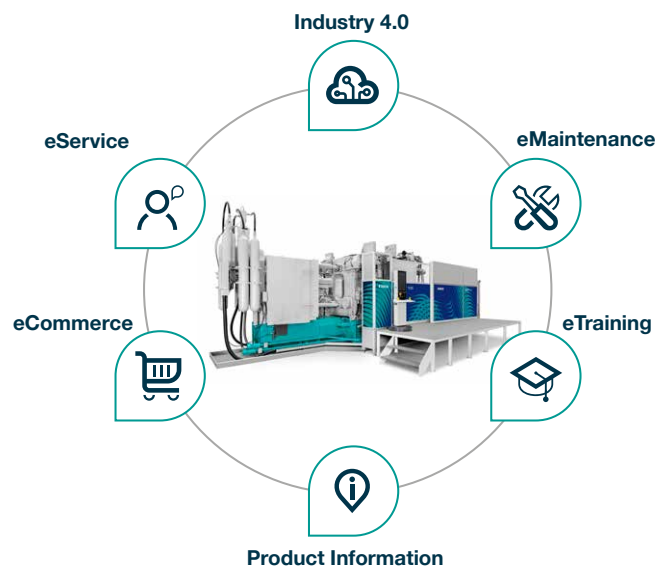 Industry 4.0
eService
eMaintenance
eCommerce
eTraining
Product Information